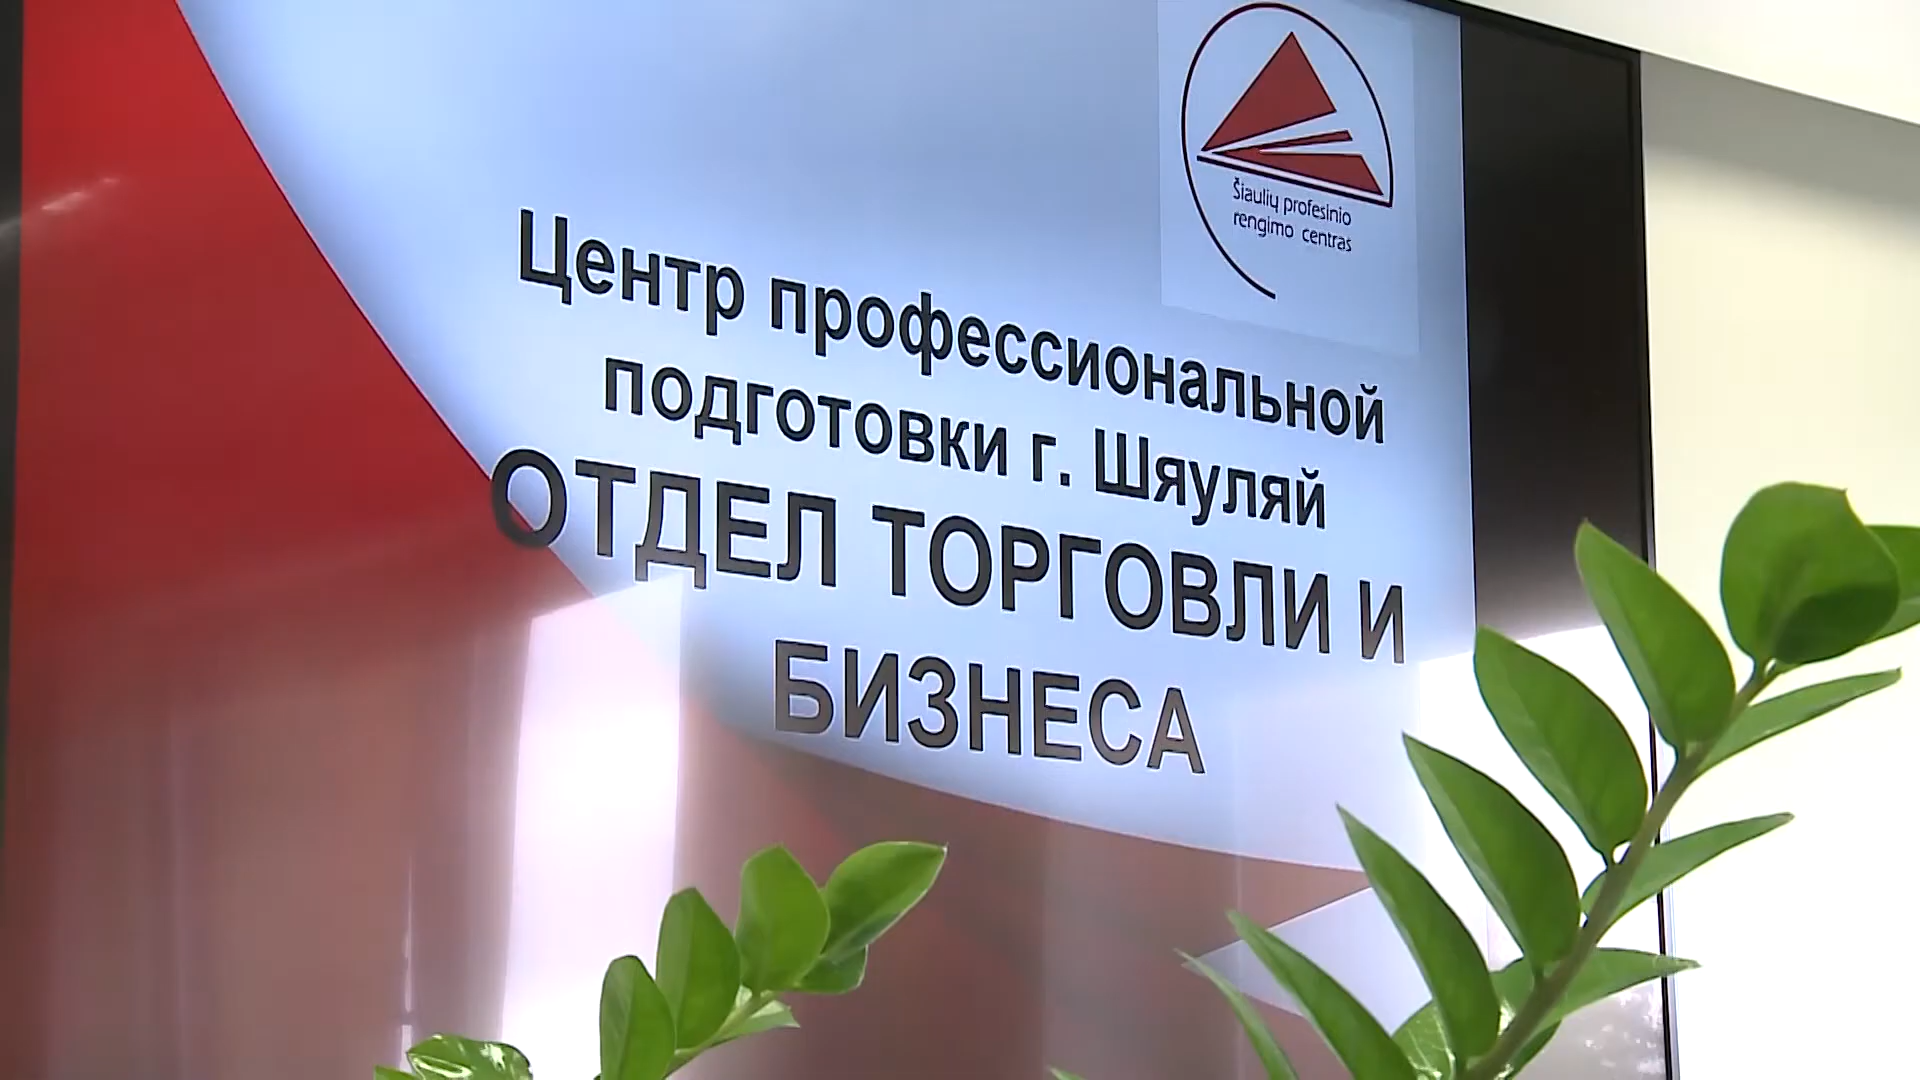 Šiaulių profesinio
rengimo centras
Центр профессиональной
подготовки г. Шяуляй
ОТДЕЛ ТОРГОВЛИ И
БИЗНЕСА